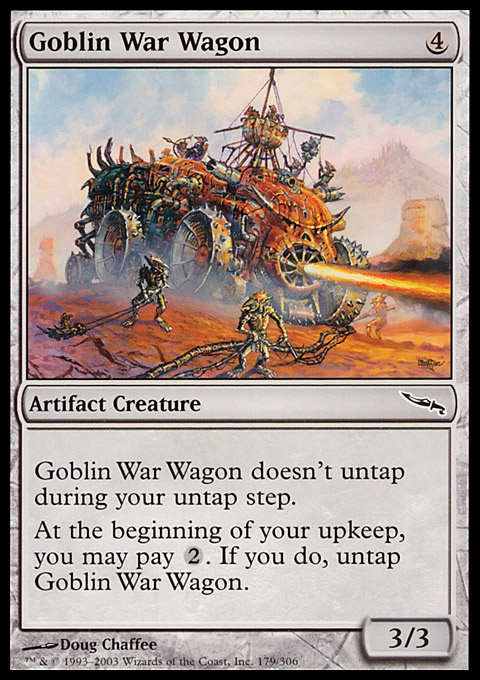 Goblin War Wagon 4
Artifact Creature
Goblin War Wagon doesn't untap
during your untap step.
At the beginning of your upkeep,
you may pay 2. If you do, untap
Goblin War Wagon.
Doug Chaffee
3/3
™ & © 1993–2003 Wizards of the Coast, Inc. 179/306